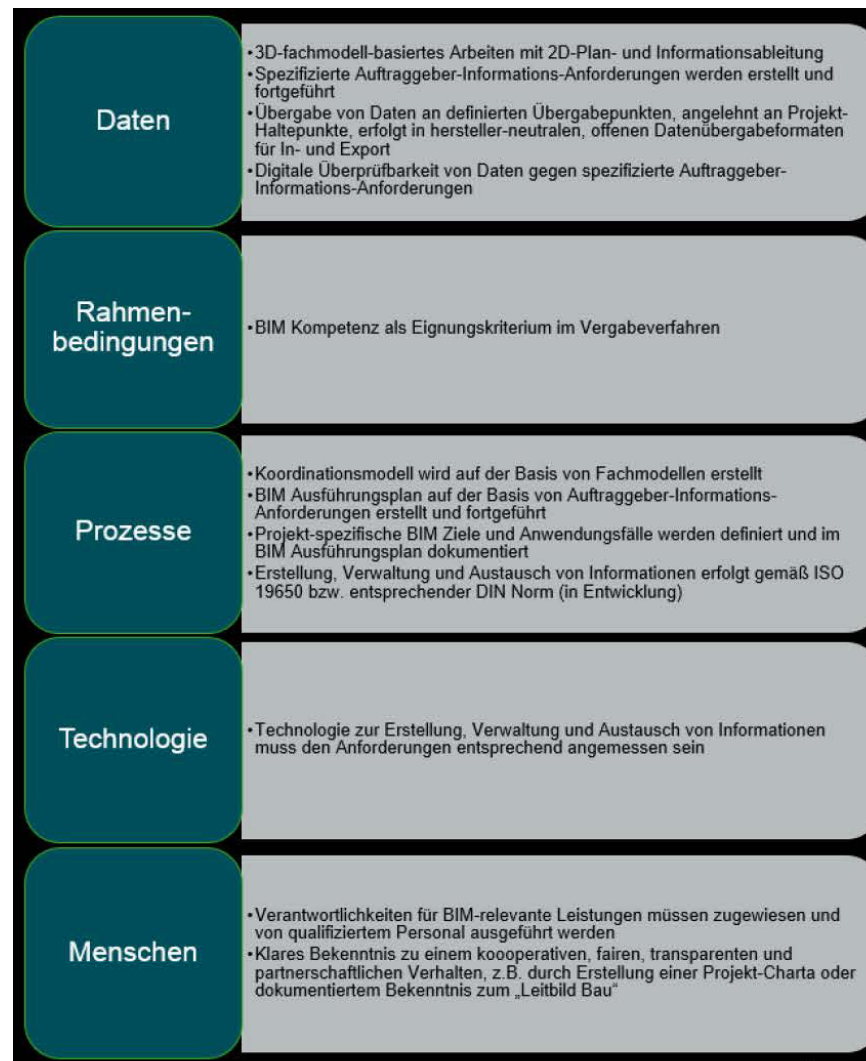 Daten
•3D-fachmodell-basiertes Arbeiten mit 2D-Plan- und Informationsableitung
•Spezifizierte Auftraggeber-Informations-Anforderungen werden erstellt und
fortgeführt
•Übergabe von Daten an definierten Übergabepunkten, angelehnt an Projekt-
Haltepunkte, erfolgt in hersteller-neutralen, offenen Datenübergabeformaten
für In- und Export
•Digitale Überprüfbarkeit von Daten gegen spezifizierte Auftraggeber-
Informations-Anforderungen
Rahmen-
bedingungen
•BIM Kompetenz als Eignungskriterium im Vergabeverfahren
Prozesse
•Koordinationsmodell wird auf der Basis von Fachmodellen erstellt
•BIM Ausführungsplan auf der Basis von Auftraggeber-Informations-
Anforderungen erstellt und fortgeführt
•Projekt-spezifische BIM Ziele und Anwendungsfälle werden definiert und im
BIM Ausführungsplan dokumentiert
•Erstellung, Verwaltung und Austausch von Informationen erfolgt gemäß ISO
19650 bzw. entsprechender DIN Norm (in Entwicklung)
Technologie
•Technologie zur Erstellung, Verwaltung und Austausch von Informationen
muss den Anforderungen entsprechend angemessen sein
Menschen
•Verantwortlichkeiten für BIM-relevante Leistungen müssen zugewiesen und
von qualifiziertem Personal ausgeführt werden
•Klares Bekenntnis zu einem koooperativen, fairen, transparenten und
partnerschaftlichen Verhalten, z.B. durch Erstellung einer Projekt-Charta oder
dokumentiertem Bekenntnis zum „Leitbild Bau“